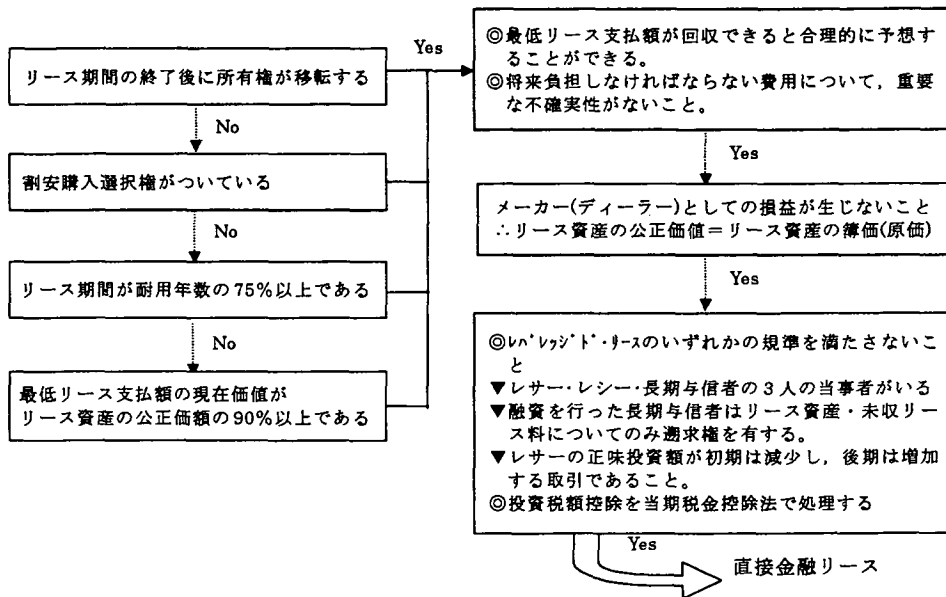 リース期間の終了後に所有権が移転する
Yes
No
割安購入選択権がついている
No
リース期間が耐用年数の75%以上である
No
最低リース支払額の現在価値が
リース資産の公正価額の90%以上である
◎最低リース支払額が回収できると合理的に予想す
ることができる。
◎将来負担しなければならない費用について，重要
な不確実性がないこと。
Yes
メーカー(ディーラー)としての損益が生じないこと
∴リース資産の公正価値＝リース資産の簿価(原価)
Yes
◎ﾚﾊﾞﾚｯｼﾞﾄﾞ･ﾘｰｽのいずれかの規準を満たさないこ
と
▼レサー・レシー・長期与信者の３人の当事者がいる
▼融資を行った長期与信者はリース資産・未収リー
ス料についてのみ遡求権を有する。
▼レサーの正味投資額が初期は減少し，後期は増加
する取引であること。
◎投資税額控除を当期税金控除法で処理する
Yes
直接金融リース